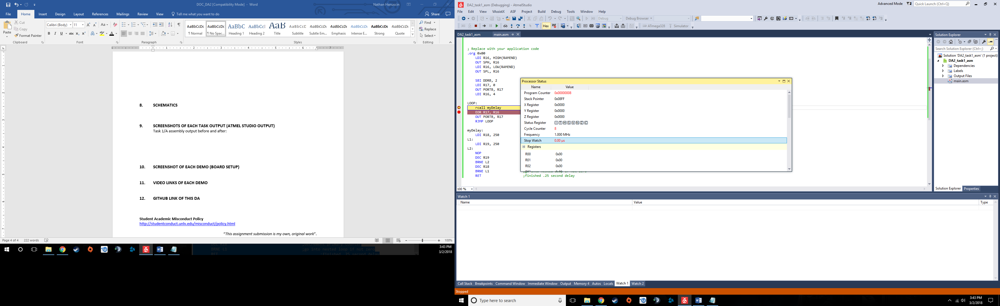 DOC_DA2 [Compatibility Mode] - Word
Nathan Hanuscin
File Home Insert Design Layout References Mailings Review View Tell me what you want to do
Share
Paste
Cut
Copy
Format Painter
Clipboard
Calibri (Body) 11
Font
Paragraph
AaBbCcDc AaBbCcDc AaBbC AaBbCcI AaB AaBbCcD AaBbCcDc AaBbCcDc AaBbCcDc AaBbCcDc AaBbCcDc
¶ Normal ¶ No Spac... Heading 1 Heading 2 Title Subtitle Subtle Em... Emphasis Intense E... Strong Quote
Styles
Find
Replace
Select
Editing
8. SCHEMATICS
9. SCREENSHOTS OF EACH TASK OUTPUT (ATMEL STUDIO OUTPUT)
Task 1/A assembly output before and after:
10. SCREENSHOT OF EACH DEMO (BOARD SETUP)
11. VIDEO LINKS OF EACH DEMO
12. GITHUB LINK OF THIS DA
Student Academic Misconduct Policy
http://studentconduct.unlv.edu/misconduct/policy.html
"This assignment submission is my own, original work".
Page 4 of 4 222 words
100%
BRNE L1 ;go into nested loop if not zero
RET ;finished .25 second delay
3:43 PM
3/2/2018
DA2_task1_asm (Debugging) - AtmelStudio
Advanced Mode 2 Quick Launch (Ctrl+Q)
File Edit View VAssistX ASF Project Build Debug Tools Window Help
Debug Debug Browser
Hex
ATmega328 Simulator
DA2_task1_asm main.asm
; Replace with your application code
.org 0x00
LDI R16, HIGH(RAMEND)
OUT SPH, R16
LDI R16, LOW(RAMEND)
OUT SPL, R16
SBI DDRB, 2
LDI R17, 0
OUT PORTB, R17
LDI R16, 4
LOOP:
rcall myDelay
EOR R17, R16
OUT PORTB, R17
RJMP LOOP
myDelay:
LDI R18, 250
L1:
LDI R19, 250
L2:
NOP
DEC R19
BRNE L2
DEC R18
BRNE L1
RET ;finished .25 second delay
100 %
Processor Status
Name Value
Program Counter 0x00000008
Stack Pointer 0x08FF
X Register 0x0000
Y Register 0x0000
Z Register 0x0000
Status Register I T H S V N Z C
Cycle Counter 8
Frequency 1.000 MHz
Stop Watch 0.00 µs
Registers
R00 0x00
R01 0x00
R02 0x00
Solution Explorer
Search Solution Explorer (Ctrl+;)
Solution 'DA2_task1_asm' (1 project)
DA2_task1_asm
Dependencies
Labels
Output Files
main.asm
Solution Explorer Properties
Watch 1
Name Value Type
Call Stack Breakpoints Command Window Immediate Window Output Memory 4 Autos Locals Watch 1 Watch 2
Stopped
Type here to search
3:43 PM
3/2/2018